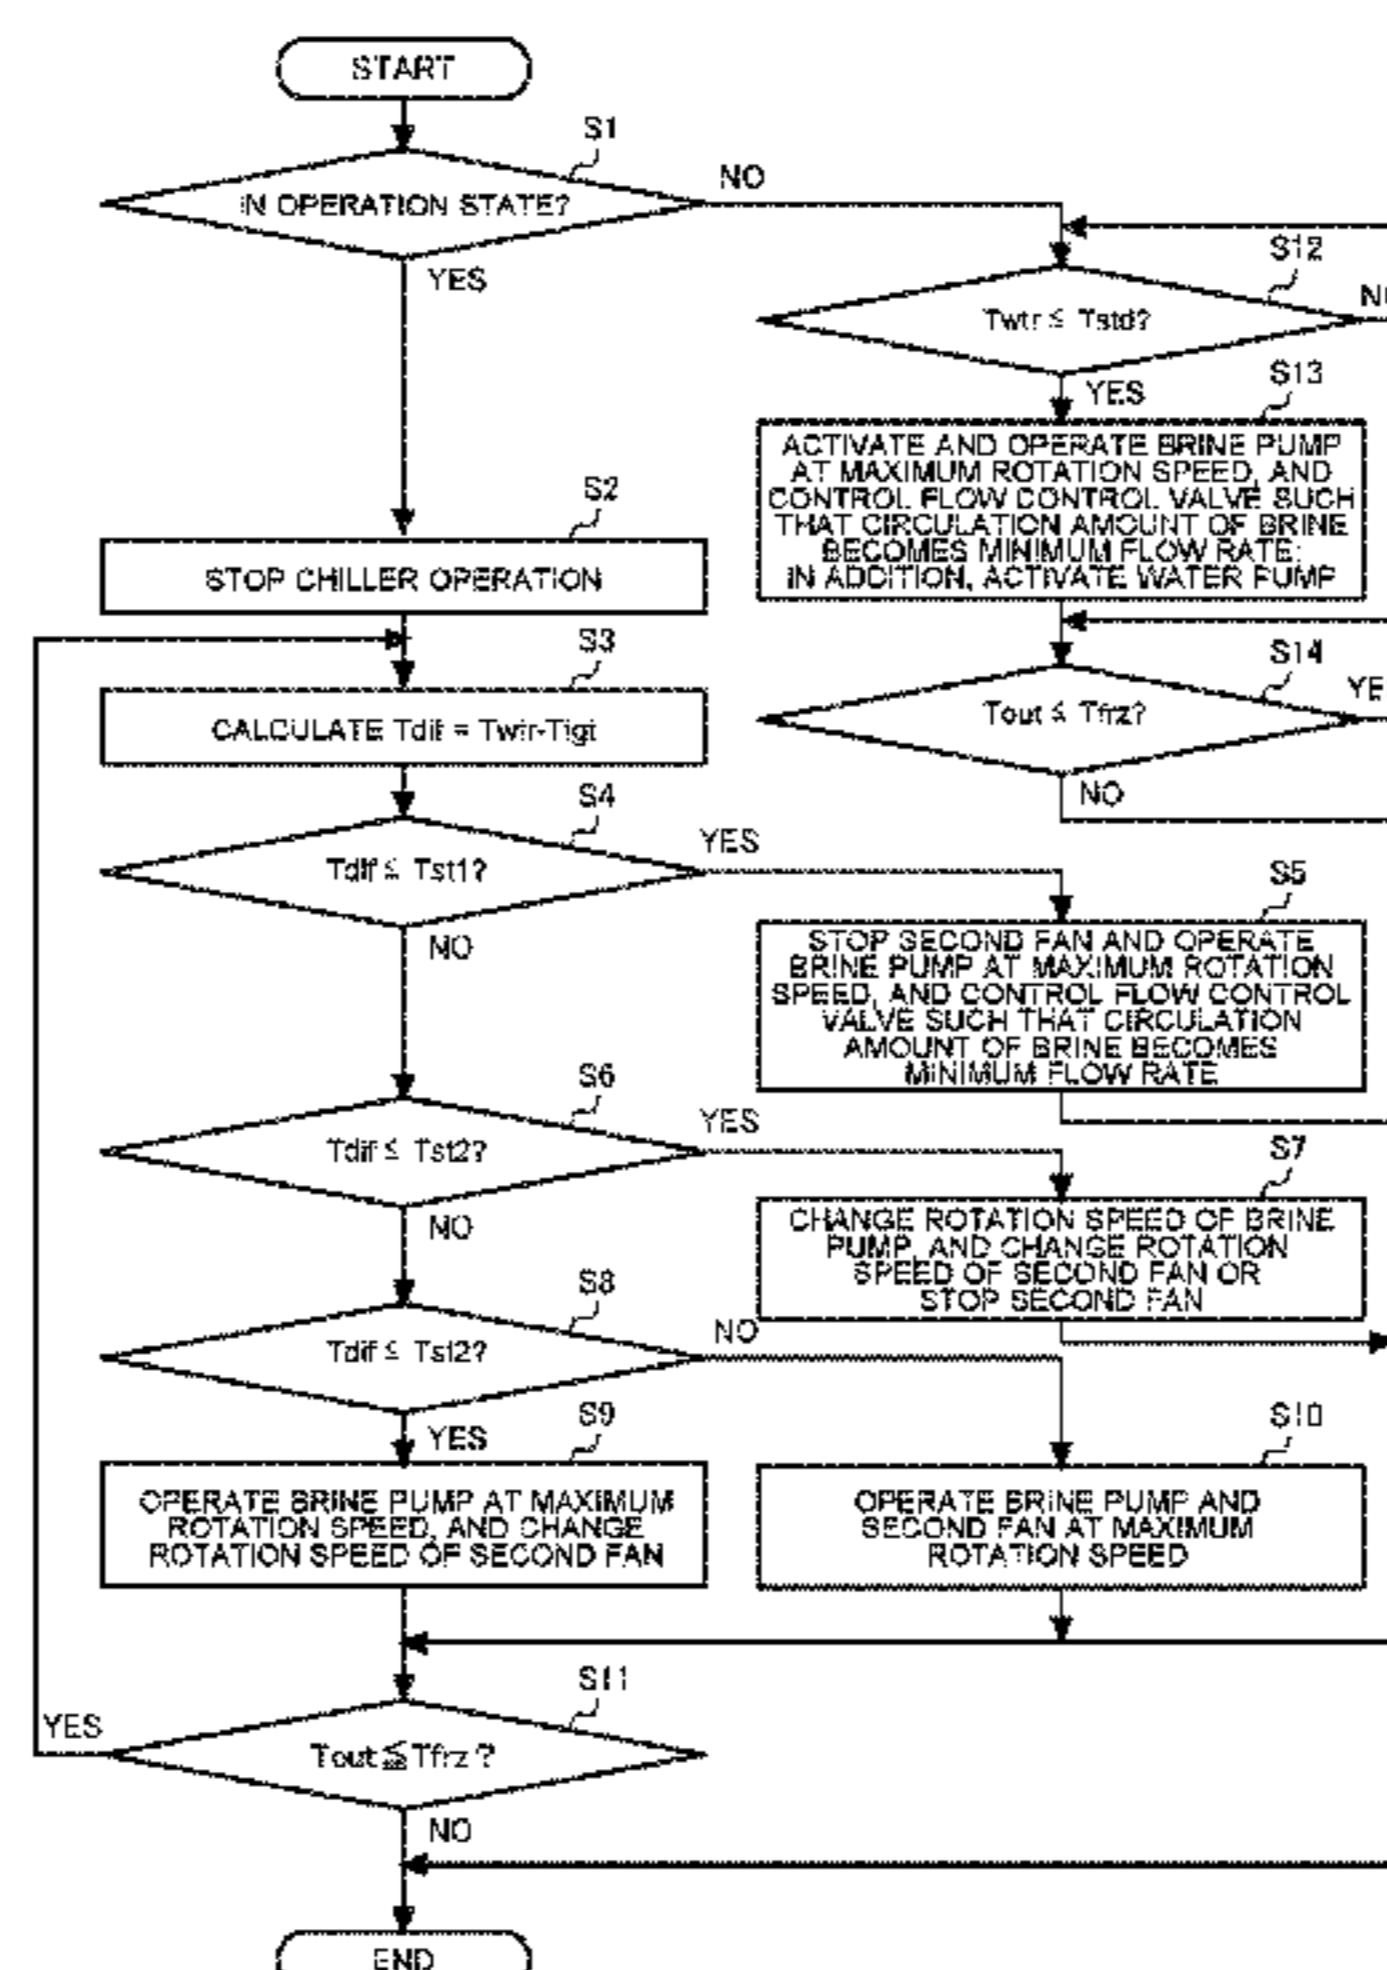 START
S1
IN OPERATION STATE?
NO
YES
S12
Twtr ≤ Tstd?
YES
S13
ACTIVATE AND OPERATE BRINE PUMP
AT MAXIMUM ROTATION SPEED, AND
CONTROL FLOW CONTROL VALVE SUCH
THAT CIRCULATION AMOUNT OF BRINE
BECOMES MINIMUM FLOW RATE;
IN ADDITION, ACTIVATE WATER PUMP
S2
STOP CHILLER OPERATION
S3
CALCULATE Tdif = Twtr-Ttgt
S14
Tout ≤ Tfrz?
NO
S4
Tdif ≤ Tst1?
YES
NO
S5
STOP SECOND FAN AND OPERATE
BRINE PUMP AT MAXIMUM ROTATION
SPEED, AND CONTROL FLOW CONTROL
VALVE SUCH THAT CIRCULATION
AMOUNT OF BRINE BECOMES
MINIMUM FLOW RATE
S6
Tdif ≤ Tst2?
YES
NO
S7
CHANGE ROTATION SPEED OF BRINE
PUMP, AND CHANGE ROTATION
SPEED OF SECOND FAN OR
STOP SECOND FAN
S8
Tdif ≤ Tst2?
NO
YES
S9
OPERATE BRINE PUMP AT MAXIMUM
ROTATION SPEED, AND CHANGE
ROTATION SPEED OF SECOND FAN
S10
OPERATE BRINE PUMP AND
SECOND FAN AT MAXIMUM
ROTATION SPEED
S11
Tout ≦ Tfrz ?
YES
NO
END